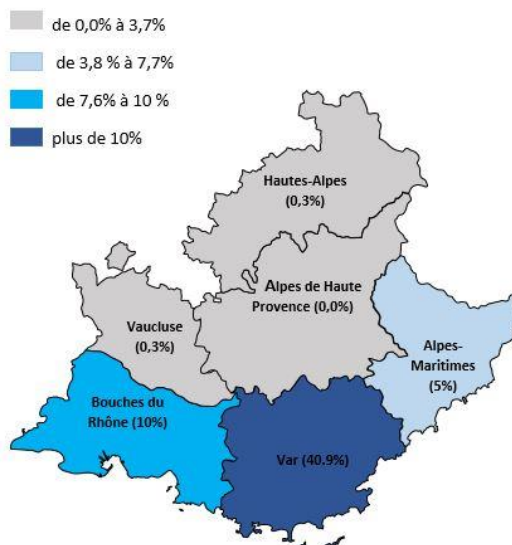 de 0,0% à 3,7%
de 3,8 % à 7,7%
de 7,6% à 10 %
plus de 10%
Hautes-Alpes
(0,3%)
Alpes de Haute
Provence (0,0%)
Vaucluse
(0,3%)
Alpes-
Maritimes
(5%)
Bouches du
Rhône (10%)
Var (40.9%)